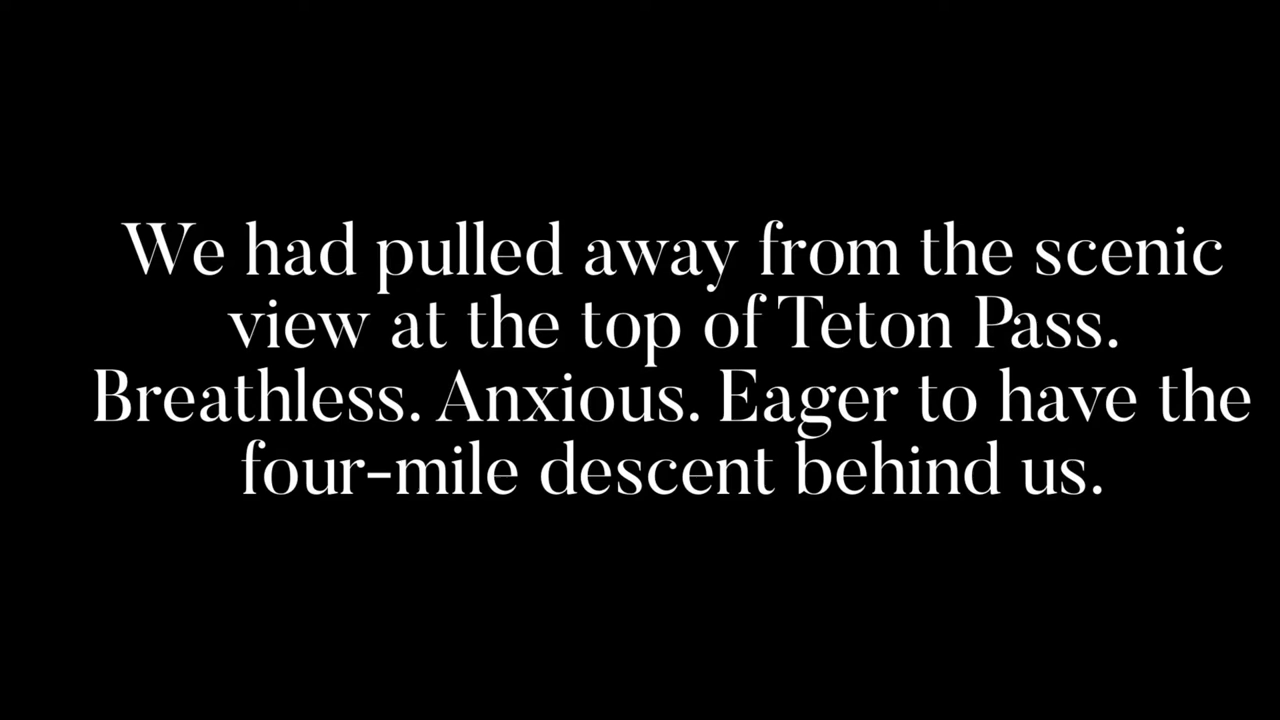 We had pulled away from the scenic
view at the top of Teton Pass.
Breathless. Anxious. Eager to have the
four-mile descent behind us.